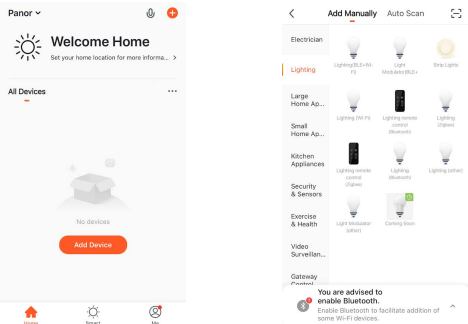 Panor
Welcome Home
Set your home location for more informa...
All Devices
...
No devices
Add Device
Home
Smart
Me
Add Manually
Auto Scan
Electrician
Lighting
Large
Home Ap...
Small
Home Ap...
Kitchen
Appliances
Security
& Sensors
Exercise
& Health
Video
Surveillan...
Gateway
Control
Lighting(BLE+Wi-
Fi)
Light
Modulator(BLE+
Strip Lights
Lighting (Wi-Fi)
Lighting remote
control
(Bluetooth)
Lighting
(Zigbee)
Lighting remote
control
(Zigbee)
Lighting
(Bluetooth)
Lighting (other)
Light Modulator
(other)
Coming Soon
You are advised to
enable Bluetooth.
Enable Bluetooth to facilitate addition of
some Wi-Fi devices.